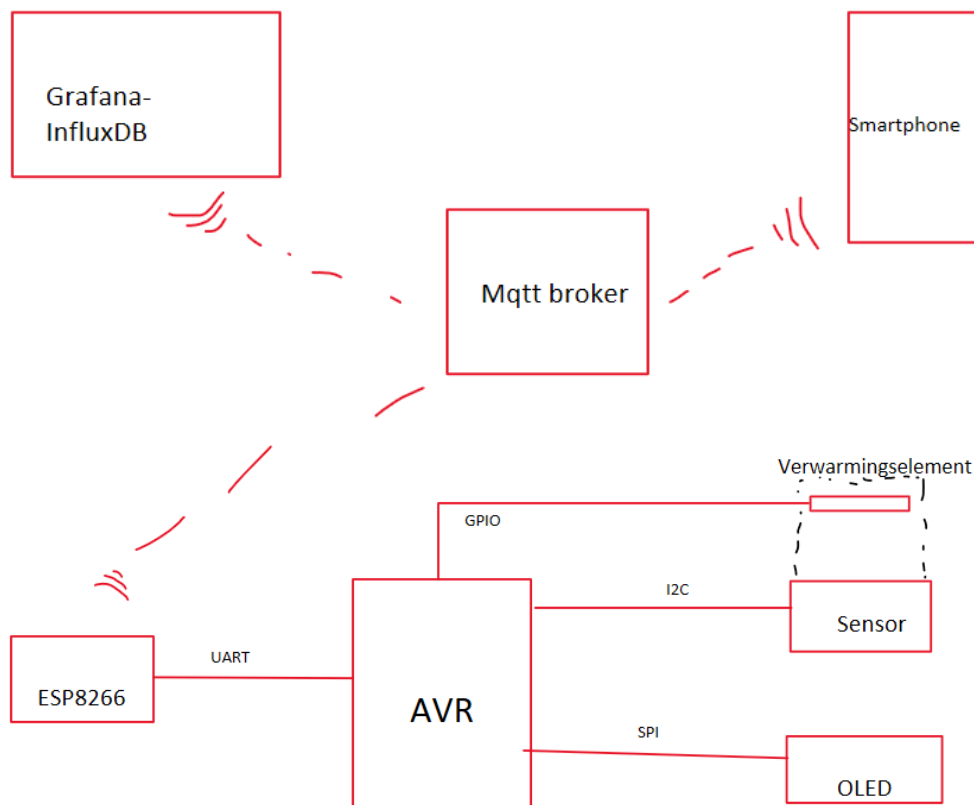 Grafana-
InfluxDB
Smartphone
Mqtt broker
Verwarmingselement
GPIO
I2C
Sensor
UART
ESP8266
AVR
SPI
OLED